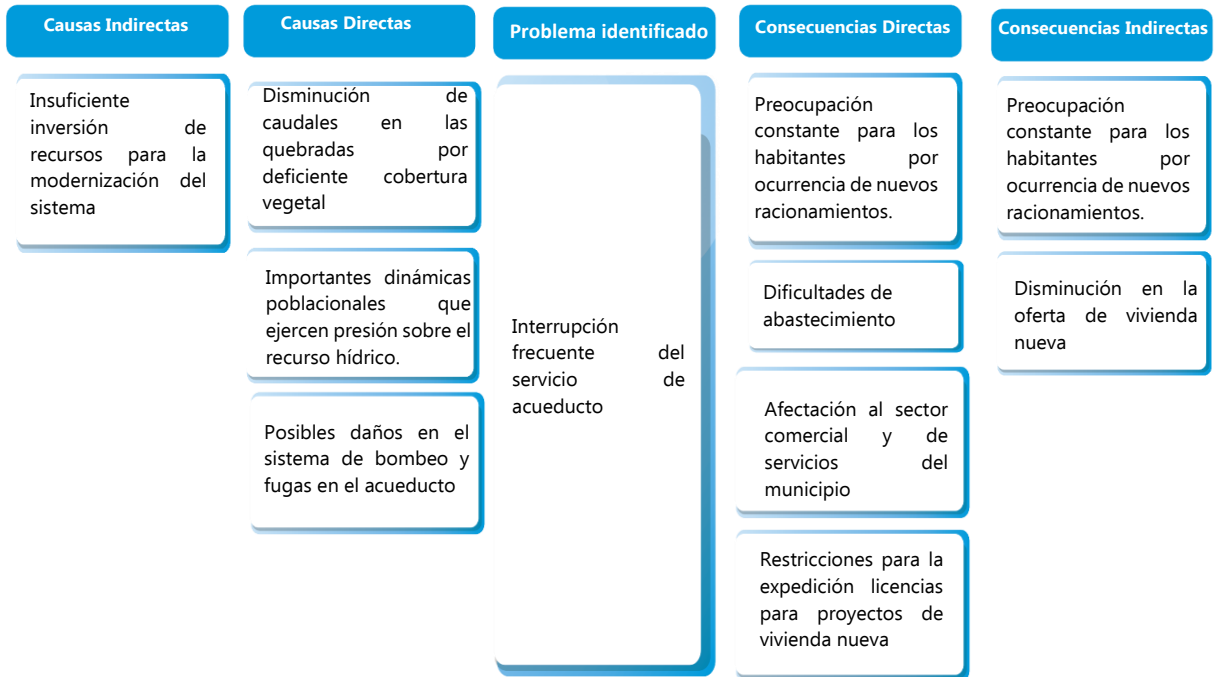 Causas Indirectas
Insuficiente
inversión de
recursos para la
modernización del
sistema
Causas Directas
Disminución de
caudales en las
quebradas por
deficiente cobertura
vegetal
Importantes dinámicas
poblacionales que
ejercen presión sobre el
recurso hídrico.
Posibles daños en el
sistema de bombeo y
fugas en el acueducto
Problema identificado
Interrupción
frecuente del
servicio de
acueducto
Consecuencias Directas
Preocupación
constante para los
habitantes por
ocurrencia de nuevos
racionamientos.
Dificultades de
abastecimiento
Afectación al sector
comercial y de
servicios del
municipio
Restricciones para la
expedición licencias
para proyectos de
vivienda nueva
Consecuencias Indirectas
Preocupación
constante para los
habitantes por
ocurrencia de nuevos
racionamientos.
Disminución en la
oferta de vivienda
nueva